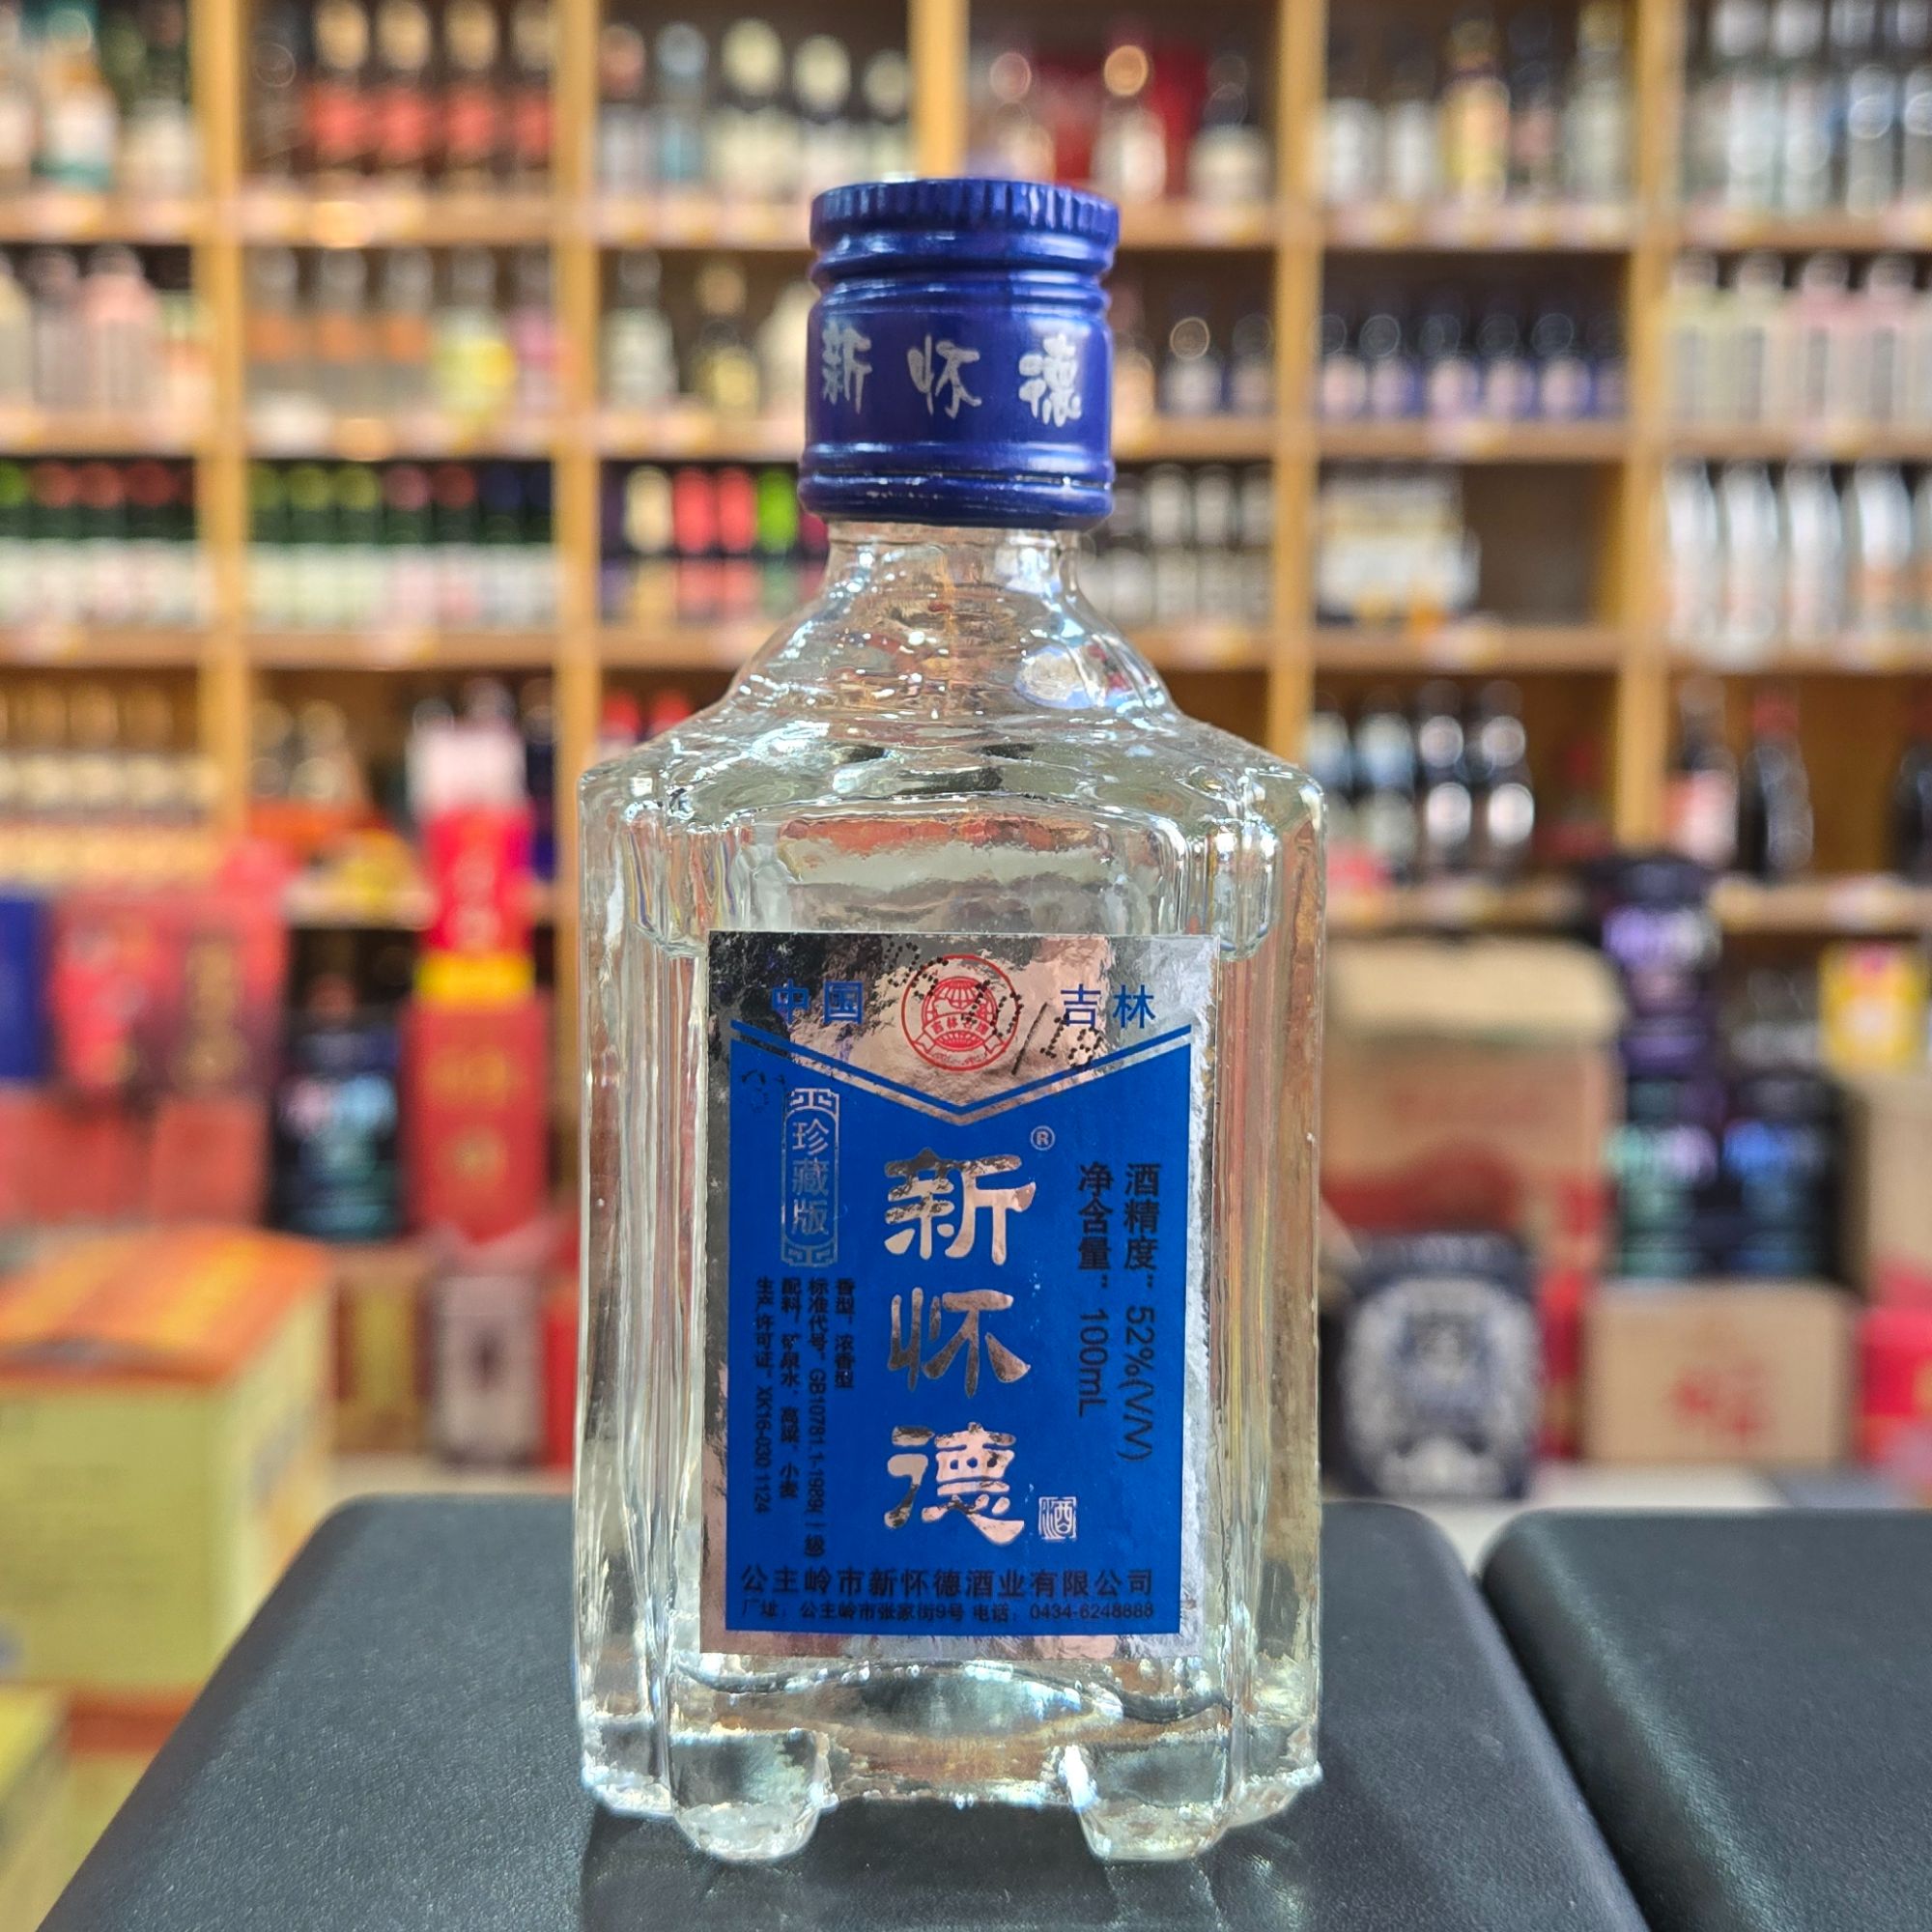 新怀德
中国 吉林
吉林
珍藏版
新怀德®
酒
酒精度：52%(V/V)
净含量：100mL
香型：浓香型
标准代号：GB10781.1-1989(一级)
配料：矿泉水、高粱、小麦
生产许可证：XK16-030 1124
公主岭市新怀德酒业有限公司
厂址：公主岭市张家街9号 电话：0434-6248888